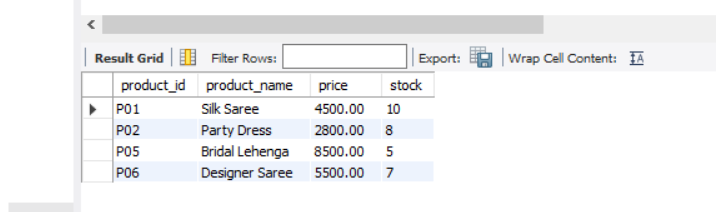 Result Grid Filter Rows: Export: Wrap Cell Content:
product_id product_name price stock
P01 Silk Saree 4500.00 10
P02 Party Dress 2800.00 8
P05 Bridal Lehenga 8500.00 5
P06 Designer Saree 5500.00 7